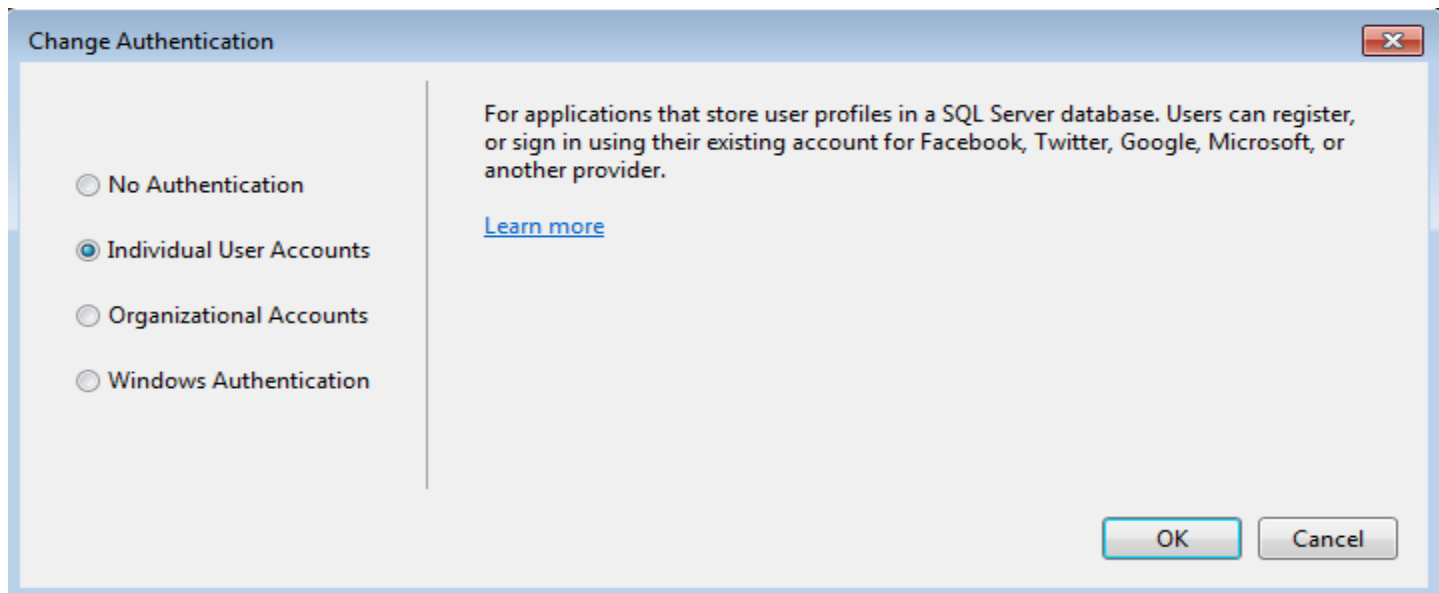 Change Authentication
For applications that store user profiles in a SQL Server database. Users can register,
or sign in using their existing account for Facebook, Twitter, Google, Microsoft, or
another provider.
Learn more
No Authentication
Individual User Accounts
Organizational Accounts
Windows Authentication
OK
Cancel